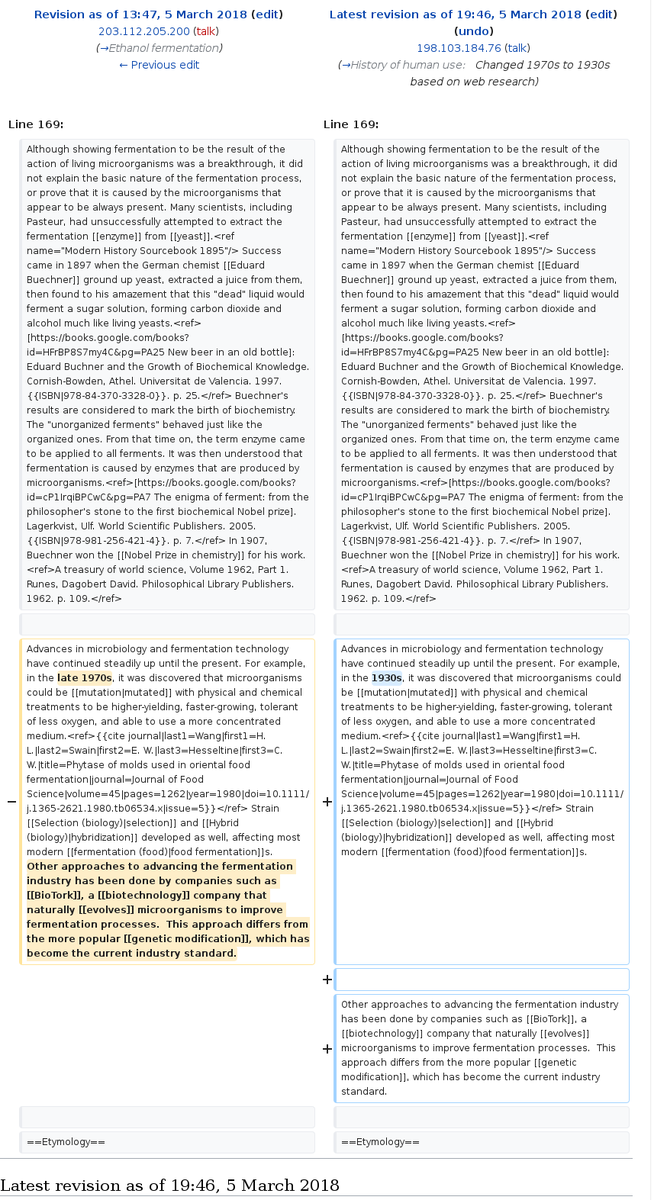 Revision as of 13:47, 5 March 2018 (edit)
203.112.205.200 (talk)
(→Ethanol fermentation)
← Previous edit
Latest revision as of 19:46, 5 March 2018 (edit)
(undo)
198.103.184.76 (talk)
(→History of human use: Changed 1970s to 1930s
based on web research)
Line 169:
Although showing fermentation to be the result of the
action of living microorganisms was a breakthrough, it did
not explain the basic nature of the fermentation process,
or prove that it is caused by the microorganisms that
appear to be always present. Many scientists, including
Pasteur, had unsuccessfully attempted to extract the
fermentation [[enzyme]] from [[yeast]].<ref
name="Modern History Sourcebook 1895"/> Success
came in 1897 when the German chemist [[Eduard
Buechner]] ground up yeast, extracted a juice from them,
then found to his amazement that this "dead" liquid would
ferment a sugar solution, forming carbon dioxide and
alcohol much like living yeasts.<ref>
[https://books.google.com/books?
id=HFrBP8S7my4C&pg=PA25 New beer in an old bottle]:
Eduard Buchner and the Growth of Biochemical Knowledge.
Cornish-Bowden, Athel. Universitat de Valencia. 1997.
{{ISBN|978-84-370-3328-0}}. p. 25.</ref> Buechner's
results are considered to mark the birth of biochemistry.
The "unorganized ferments" behaved just like the
organized ones. From that time on, the term enzyme came
to be applied to all ferments. It was then understood that
fermentation is caused by enzymes that are produced by
microorganisms.<ref>[https://books.google.com/books?
id=cP1IrqiBPCwC&pg=PA7 The enigma of ferment: from the
philosopher's stone to the first biochemical Nobel prize].
Lagerkvist, Ulf. World Scientific Publishers. 2005.
{{ISBN|978-981-256-421-4}}. p. 7.</ref> In 1907,
Buechner won the [[Nobel Prize in chemistry]] for his work.
<ref>A treasury of world science, Volume 1962, Part 1.
Runes, Dagobert David. Philosophical Library Publishers.
1962. p. 109.</ref>
−
Advances in microbiology and fermentation technology
have continued steadily up until the present. For example,
in the late 1970s, it was discovered that microorganisms
could be [[mutation|mutated]] with physical and chemical
treatments to be higher-yielding, faster-growing, tolerant
of less oxygen, and able to use a more concentrated
medium.<ref>{{cite journal|last1=Wang|first1=H.
L.|last2=Swain|first2=E. W.|last3=Hesseltine|first3=C.
W.|title=Phytase of molds used in oriental food
fermentation|journal=Journal of Food
Science|volume=45|pages=1262|year=1980|doi=10.1111/
j.1365-2621.1980.tb06534.x|issue=5}}</ref> Strain
[[Selection (biology)|selection]] and [[Hybrid
(biology)|hybridization]] developed as well, affecting most
modern [[fermentation (food)|food fermentation]]s.
Other approaches to advancing the fermentation
industry has been done by companies such as
[[BioTork]], a [[biotechnology]] company that
naturally [[evolves]] microorganisms to improve
fermentation processes.  This approach differs from
the more popular [[genetic modification]], which has
become the current industry standard.
==Etymology==
Line 169:
Although showing fermentation to be the result of the
action of living microorganisms was a breakthrough, it did
not explain the basic nature of the fermentation process,
or prove that it is caused by the microorganisms that
appear to be always present. Many scientists, including
Pasteur, had unsuccessfully attempted to extract the
fermentation [[enzyme]] from [[yeast]].<ref
name="Modern History Sourcebook 1895"/> Success
came in 1897 when the German chemist [[Eduard
Buechner]] ground up yeast, extracted a juice from them,
then found to his amazement that this "dead" liquid would
ferment a sugar solution, forming carbon dioxide and
alcohol much like living yeasts.<ref>
[https://books.google.com/books?
id=HFrBP8S7my4C&pg=PA25 New beer in an old bottle]:
Eduard Buchner and the Growth of Biochemical Knowledge.
Cornish-Bowden, Athel. Universitat de Valencia. 1997.
{{ISBN|978-84-370-3328-0}}. p. 25.</ref> Buechner's
results are considered to mark the birth of biochemistry.
The "unorganized ferments" behaved just like the
organized ones. From that time on, the term enzyme came
to be applied to all ferments. It was then understood that
fermentation is caused by enzymes that are produced by
microorganisms.<ref>[https://books.google.com/books?
id=cP1IrqiBPCwC&pg=PA7 The enigma of ferment: from the
philosopher's stone to the first biochemical Nobel prize].
Lagerkvist, Ulf. World Scientific Publishers. 2005.
{{ISBN|978-981-256-421-4}}. p. 7.</ref> In 1907,
Buechner won the [[Nobel Prize in chemistry]] for his work.
<ref>A treasury of world science, Volume 1962, Part 1.
Runes, Dagobert David. Philosophical Library Publishers.
1962. p. 109.</ref>
+
Advances in microbiology and fermentation technology
have continued steadily up until the present. For example,
in the 1930s, it was discovered that microorganisms could
be [[mutation|mutated]] with physical and chemical
treatments to be higher-yielding, faster-growing, tolerant
of less oxygen, and able to use a more concentrated
medium.<ref>{{cite journal|last1=Wang|first1=H.
L.|last2=Swain|first2=E. W.|last3=Hesseltine|first3=C.
W.|title=Phytase of molds used in oriental food
fermentation|journal=Journal of Food
Science|volume=45|pages=1262|year=1980|doi=10.1111/
j.1365-2621.1980.tb06534.x|issue=5}}</ref> Strain
[[Selection (biology)|selection]] and [[Hybrid
(biology)|hybridization]] developed as well, affecting most
modern [[fermentation (food)|food fermentation]]s.
+
+
Other approaches to advancing the fermentation industry
has been done by companies such as [[BioTork]], a
[[biotechnology]] company that naturally [[evolves]]
microorganisms to improve fermentation processes.  This
approach differs from the more popular [[genetic
modification]], which has become the current industry
standard.
==Etymology==
Latest revision as of 19:46, 5 March 2018